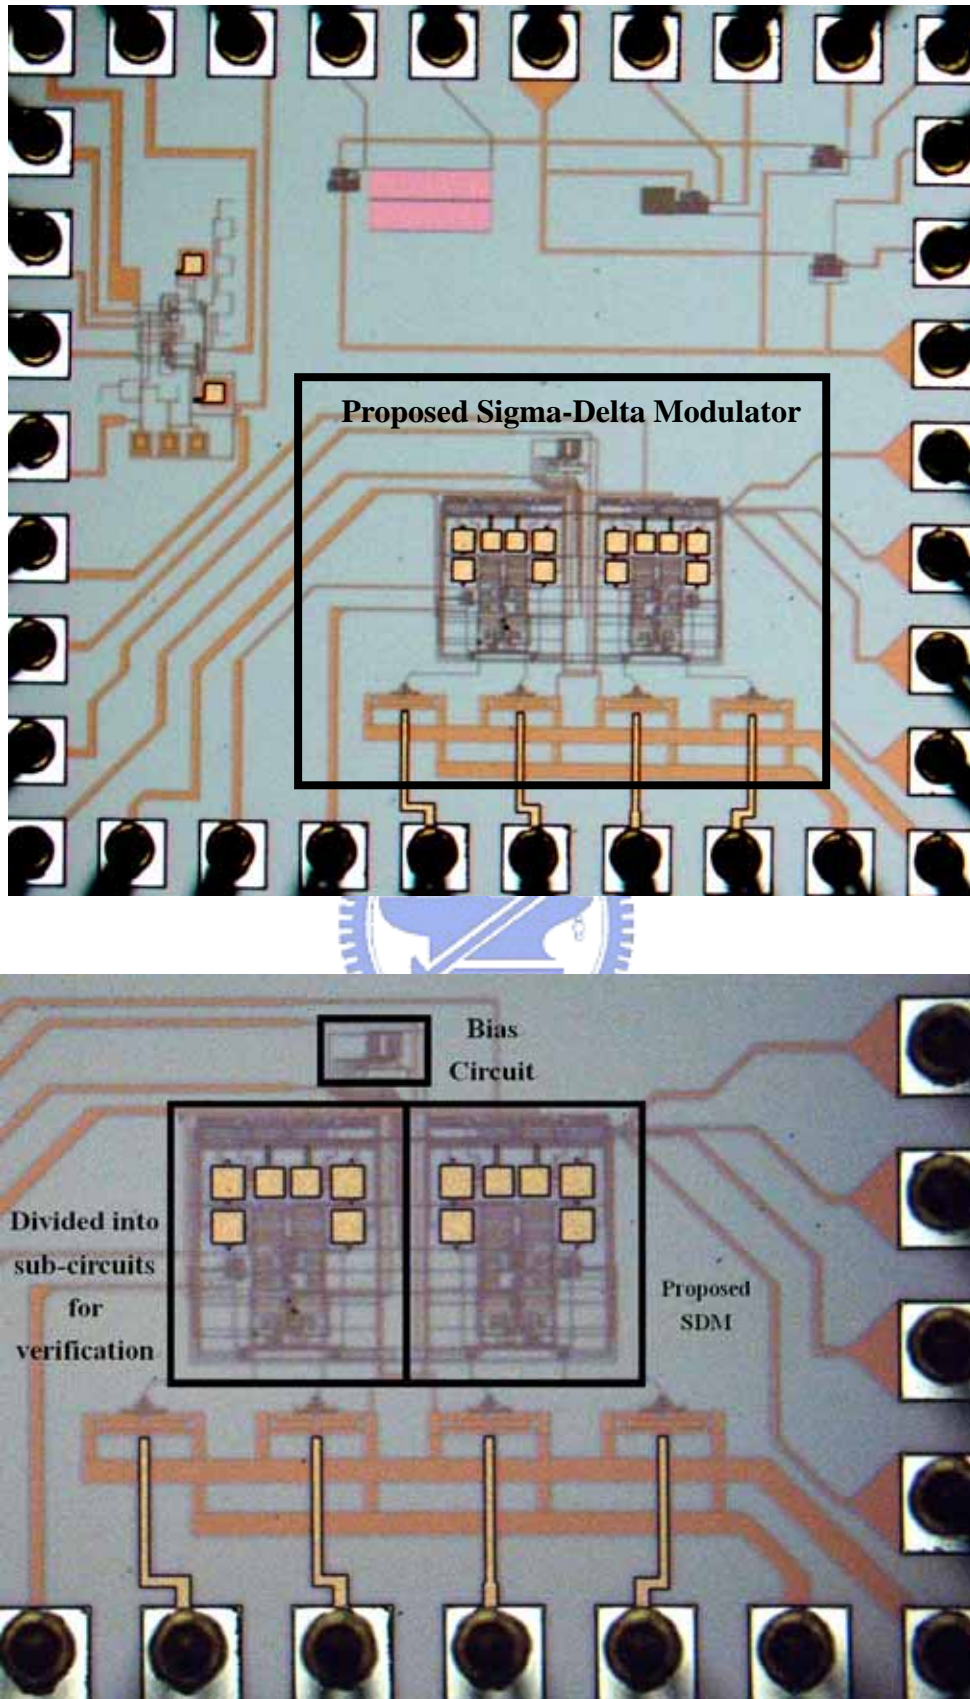 Proposed Sigma-Delta Modulator
Bias
Circuit
Divided into
sub-circuits
for
verification
Proposed
SDM